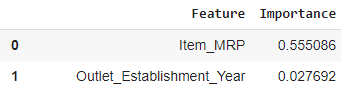 Feature Importance
0 Item_MRP 0.555086
1 Outlet_Establishment_Year 0.027692